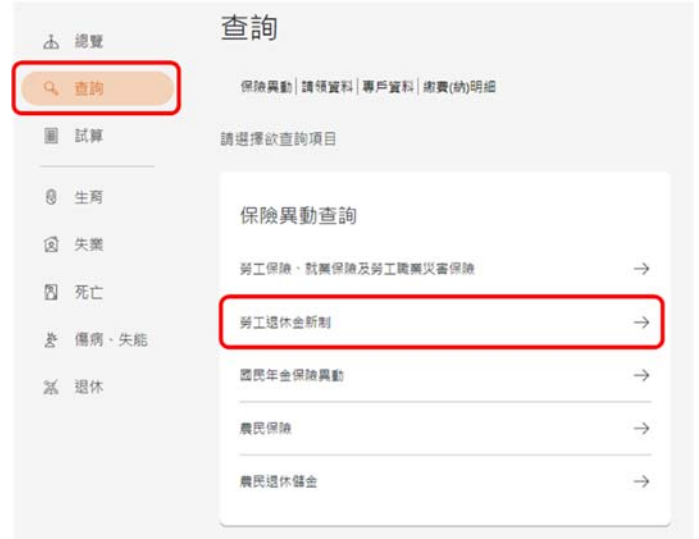 總覽
查詢
試算
生育
失業
死亡
傷病、失能
退休
查詢
保險異動|請領資料|專戶資料|繳費(納)明細
請選擇欲查詢項目
保險異動查詢
勞工保險、就業保險及勞工職業災害保險
勞工退休金新制
國民年金保險異動
農民保險
農民退休儲金